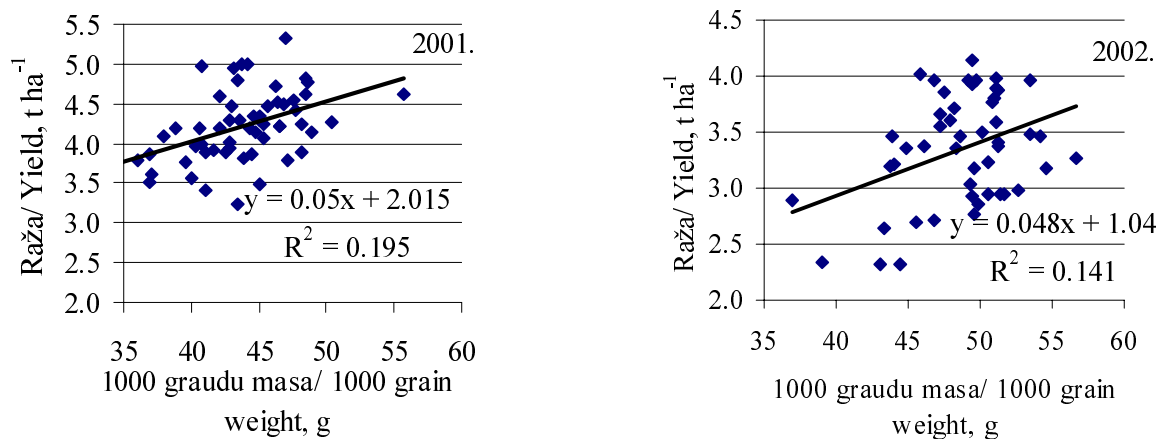 5.5
5.0
4.5
4.0
3.5
3.0
2.5
2.0
Raža/ Yield, t ha⁻¹
2001.
y = 0.05x + 2.015
R² = 0.195
35 40 45 50 55 60
1000 graudu masa/ 1000 grain
weight, g
4.5
4.0
3.5
3.0
2.5
2.0
Raža/ Yield, t ha⁻¹
2002.
y = 0.048x + 1.04
R² = 0.141
35 40 45 50 55 60
1000 graudu masa/ 1000 grain
weight, g